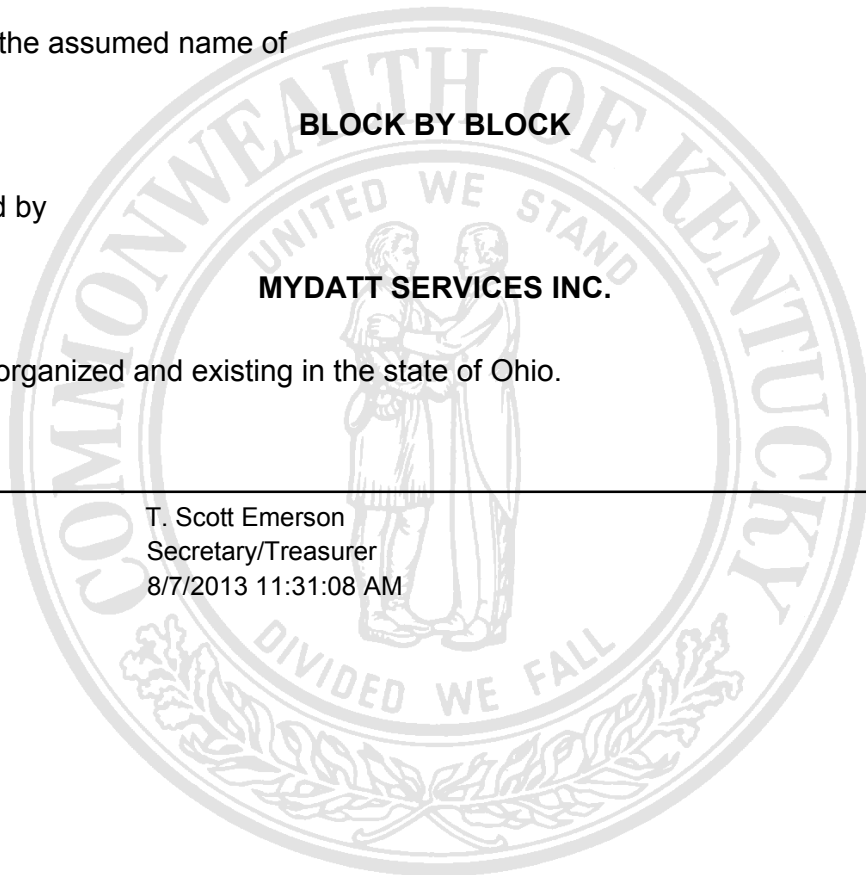 the assumed name of
BLOCK BY BLOCK
d by
MYDATT SERVICES INC.
organized and existing in the state of Ohio.
T. Scott Emerson
Secretary/Treasurer
8/7/2013 11:31:08 AM
COMMONWEALTH OF KENTUCKY
UNITED WE STAND
DIVIDED WE FALL